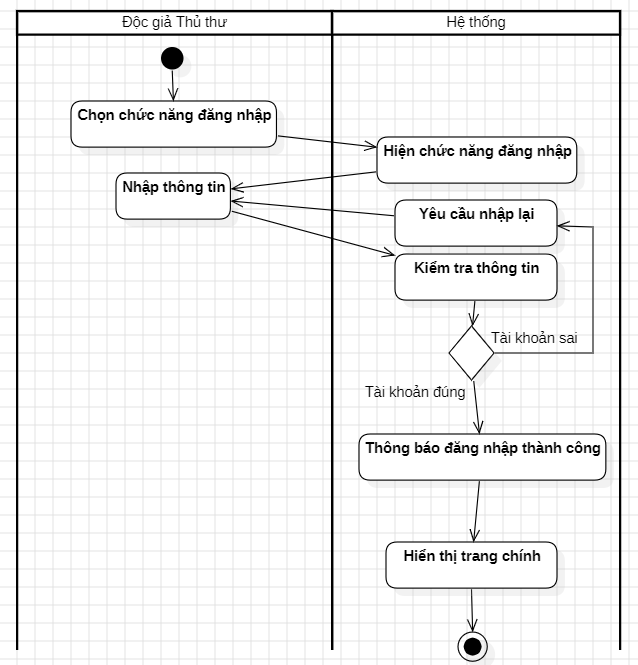 Độc giả Thủ thư
Hệ thống
Chọn chức năng đăng nhập
Hiện chức năng đăng nhập
Nhập thông tin
Yêu cầu nhập lại
Kiểm tra thông tin
Tài khoản sai
Tài khoản đúng
Thông báo đăng nhập thành công
Hiển thị trang chính